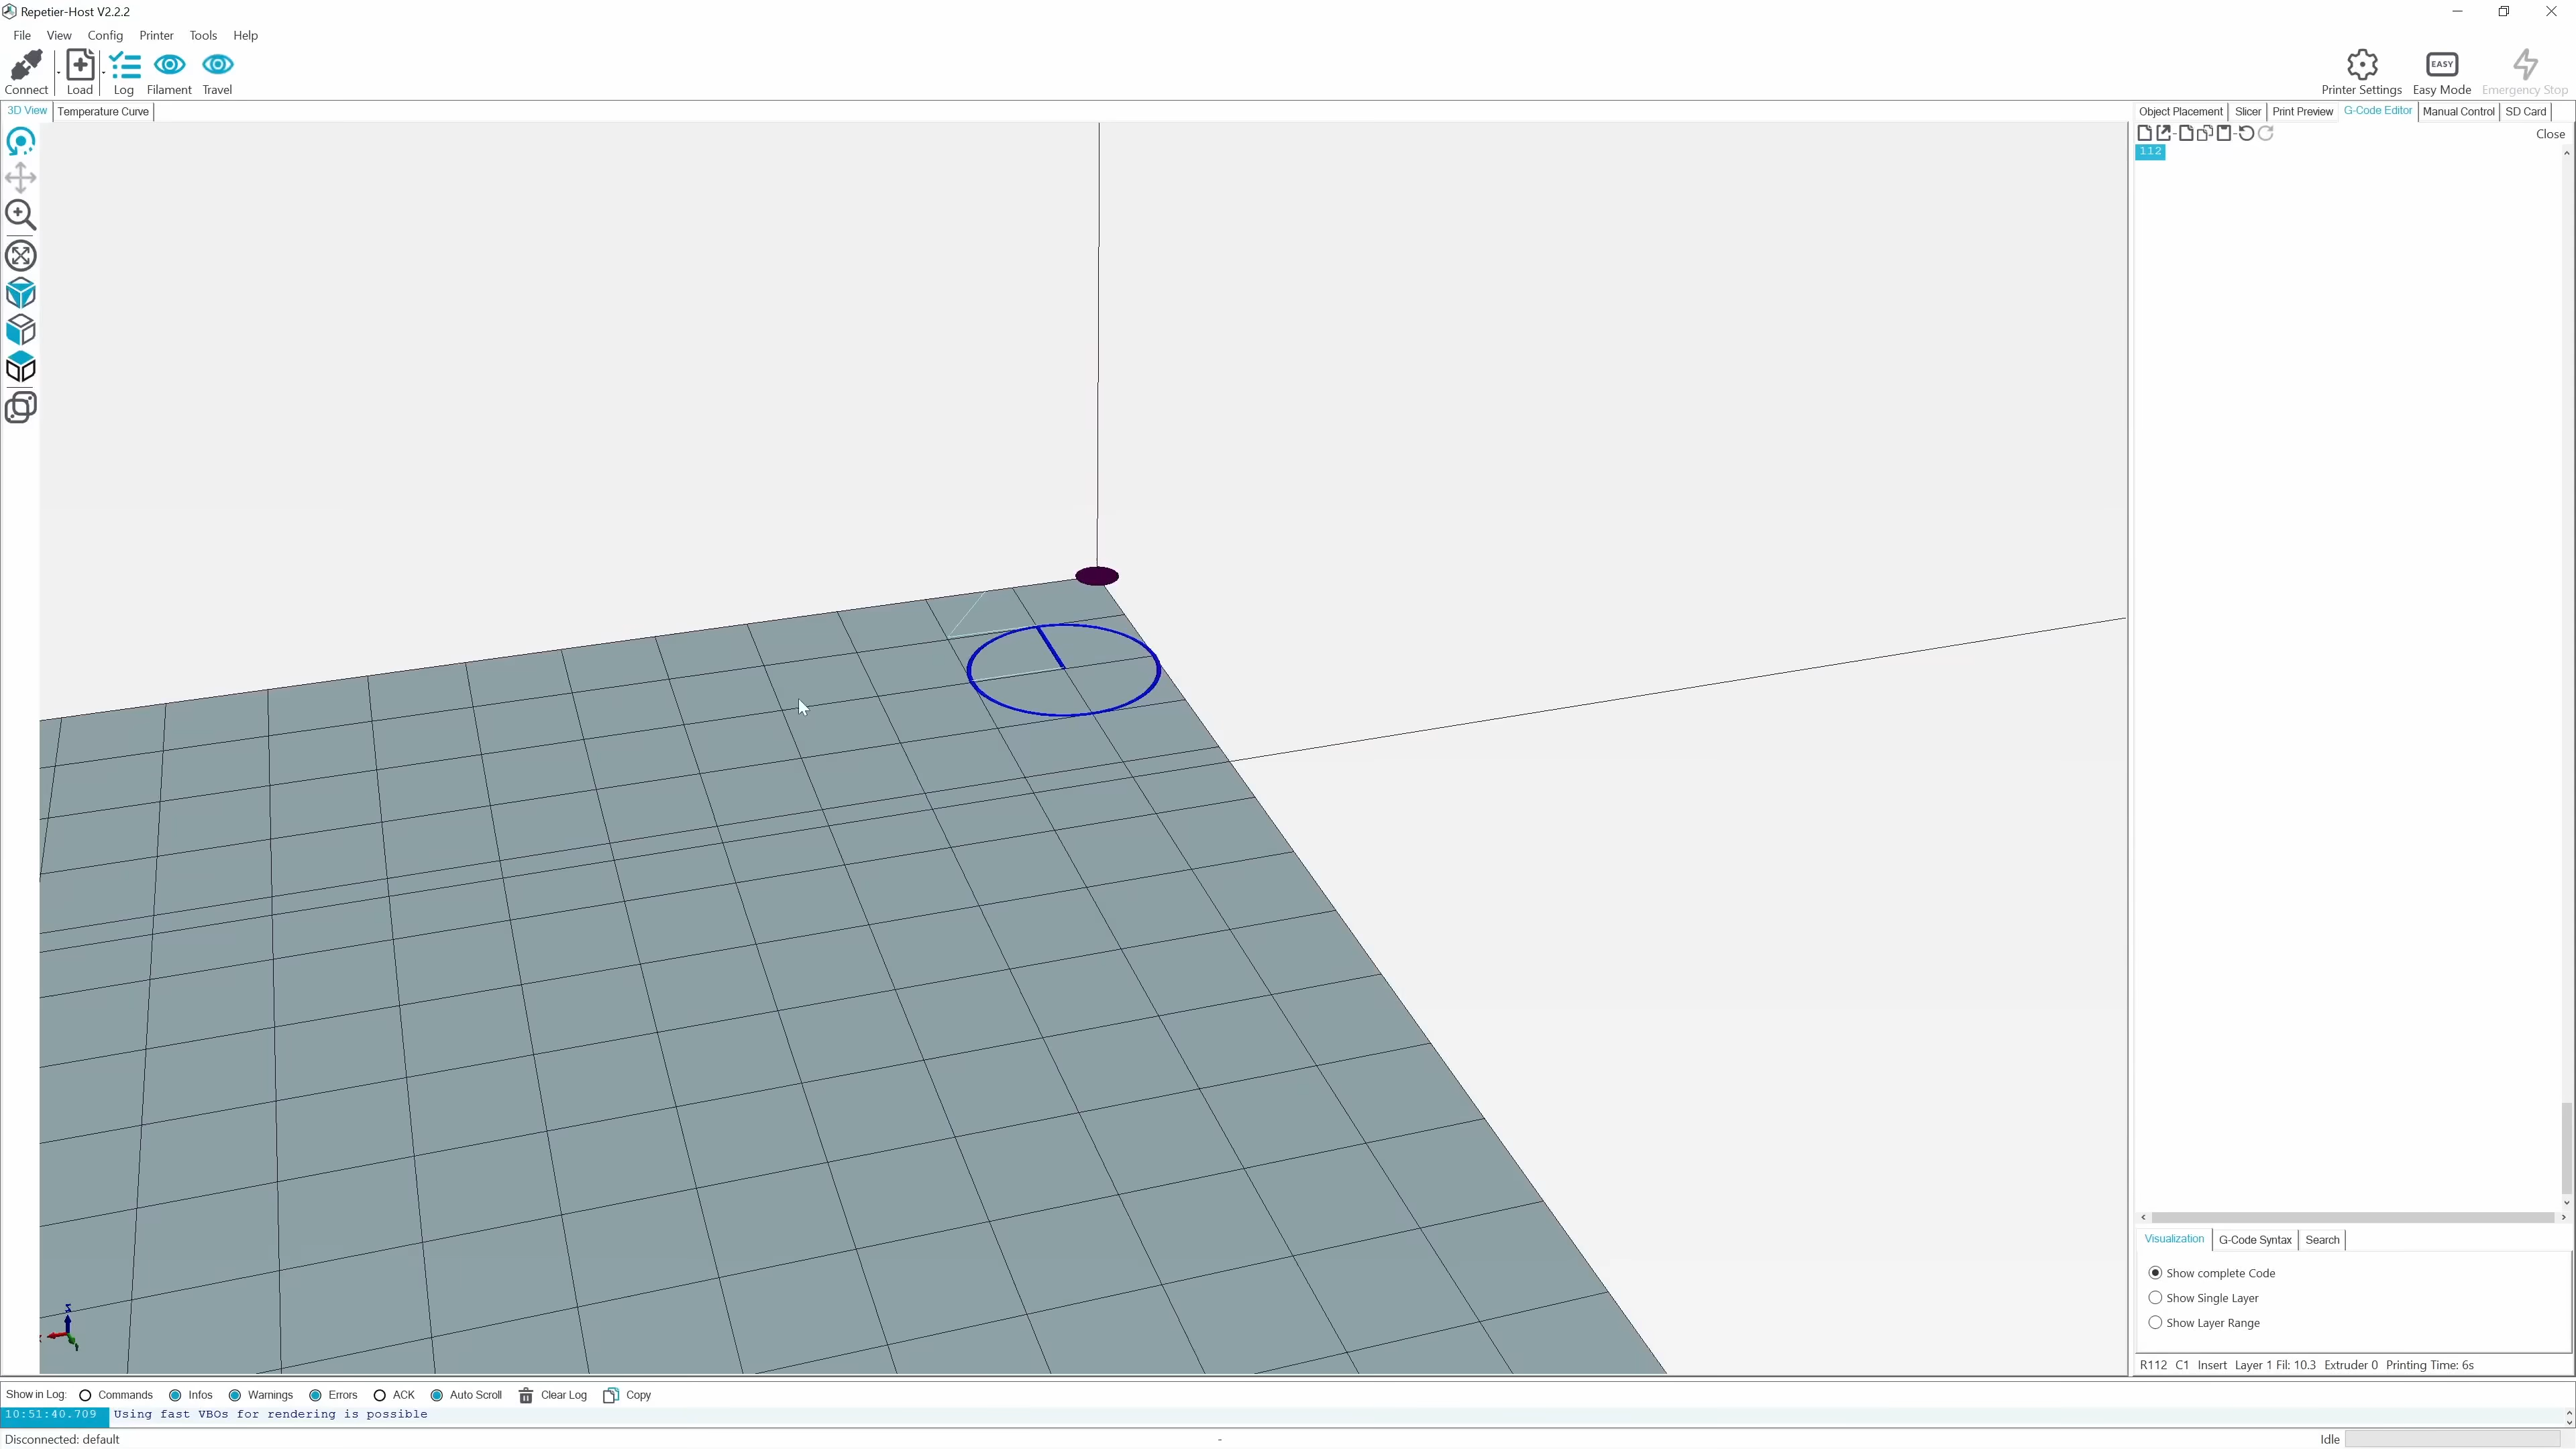 Repetier-Host V2.2.2
File View Config Printer Tools Help
Connect Load Log Filament Travel
EASY
Printer Settings Easy Mode Emergency Stop
3D View Temperature Curve
Object Placement Slicer Print Preview G-Code Editor Manual Control SD Card
Close
112
Z
Visualization G-Code Syntax Search
Show complete Code
Show Single Layer
Show Layer Range
R112 C1 Insert Layer 1 Fil: 10.3 Extruder 0 Printing Time: 6s
Show in Log: Commands Infos Warnings Errors ACK Auto Scroll Clear Log Copy
10:51:40.709 Using fast VBOs for rendering is possible
Disconnected: default - Idle